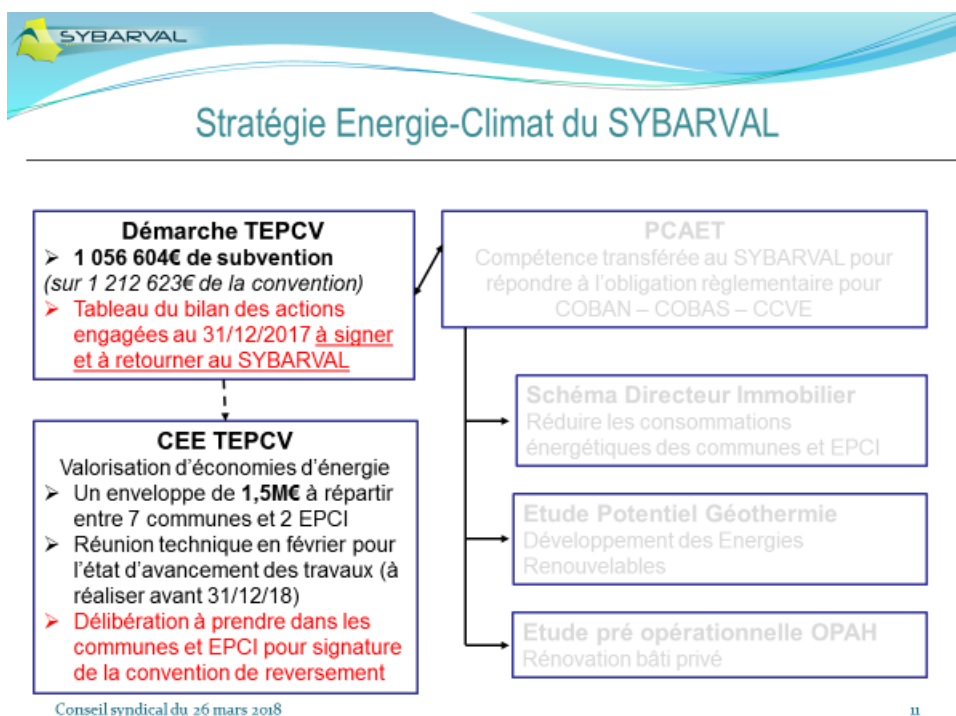 SYBARVAL
Stratégie Energie-Climat du SYBARVAL
Démarche TEPCV
➢ 1 056 604€ de subvention
(sur 1 212 623€ de la convention)
➢ Tableau du bilan des actions
engagées au 31/12/2017 à signer
et à retourner au SYBARVAL
CEE TEPCV
Valorisation d'économies d'énergie
➢ Un enveloppe de 1,5M€ à répartir
entre 7 communes et 2 EPCI
➢ Réunion technique en février pour
l'état d'avancement des travaux (à
réaliser avant 31/12/18)
➢ Délibération à prendre dans les
communes et EPCI pour signature
de la convention de reversement
PCAET
Compétence transférée au SYBARVAL pour
répondre à l'obligation règlementaire pour
COBAN – COBAS – CCVE
Schéma Directeur Immobilier
Réduire les consommations
énergétiques des communes et EPCI
Etude Potentiel Géothermie
Développement des Energies
Renouvelables
Etude pré opérationnelle OPAH
Rénovation bâti privé
Conseil syndical du 26 mars 2018
11